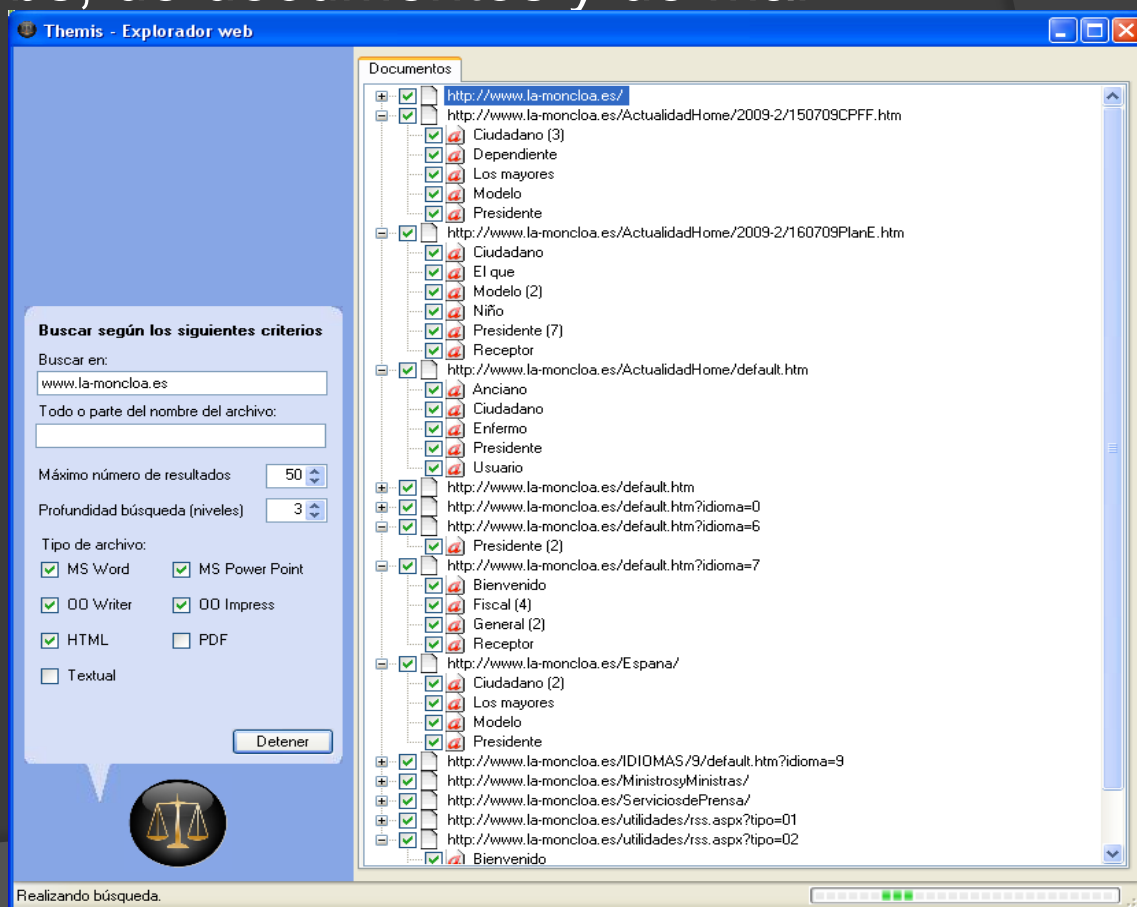 Themis - Explorador web
Buscar según los siguientes criterios
Buscar en:
www.la-moncloa.es
Todo o parte del nombre del archivo:
Máximo número de resultados 50
Profundidad búsqueda (niveles) 3
Tipo de archivo:
MS Word MS Power Point
OO Writer OO Impress
HTML PDF
Textual
Detener
Documentos
http://www.la-moncloa.es/
http://www.la-moncloa.es/ActualidadHome/2009-2/150709CPFF.htm
Ciudadano (3)
Dependiente
Los mayores
Modelo
Presidente
http://www.la-moncloa.es/ActualidadHome/2009-2/160709PlanE.htm
Ciudadano
El que
Modelo (2)
Niño
Presidente (7)
Receptor
http://www.la-moncloa.es/ActualidadHome/default.htm
Anciano
Ciudadano
Enfermo
Presidente
Usuario
http://www.la-moncloa.es/default.htm
http://www.la-moncloa.es/default.htm?idioma=0
http://www.la-moncloa.es/default.htm?idioma=6
Presidente (2)
http://www.la-moncloa.es/default.htm?idioma=7
Bienvenido
Fiscal (4)
General (2)
Receptor
http://www.la-moncloa.es/Espana/
Ciudadano (2)
Los mayores
Modelo
Presidente
http://www.la-moncloa.es/IDIOMAS/9/default.htm?idioma=9
http://www.la-moncloa.es/MinistrosyMinistras/
http://www.la-moncloa.es/ServiciosdePrensa/
http://www.la-moncloa.es/utilidades/rss.aspx?tipo=01
http://www.la-moncloa.es/utilidades/rss.aspx?tipo=02
Bienvenido
Realizando búsqueda.